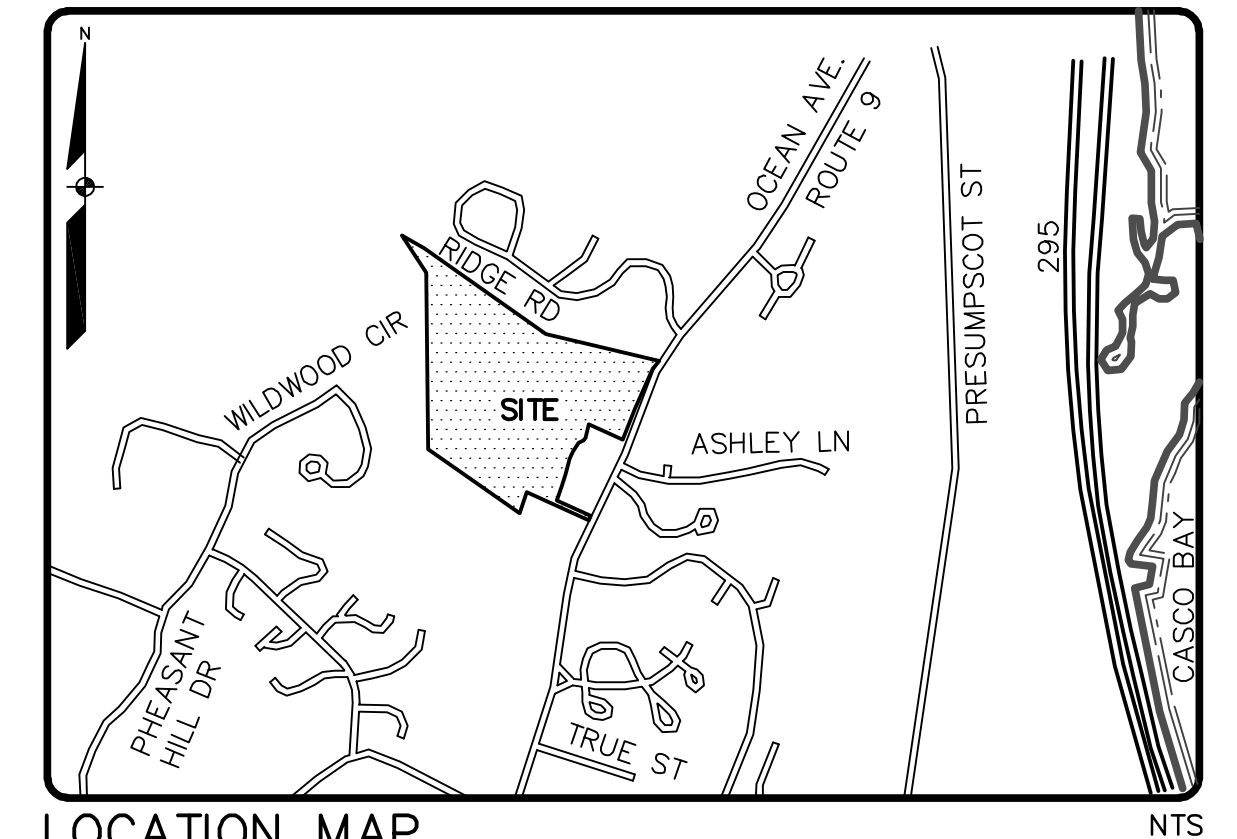 N
OCEAN AVE.
ROUTE 9
PRESUMPSCOT ST
295
RIDGE RD
WILDWOOD CIR
SITE
ASHLEY LN
CASCO BAY
PHEASANT
HILL DR
TRUE ST
LOCATION MAP
NTS